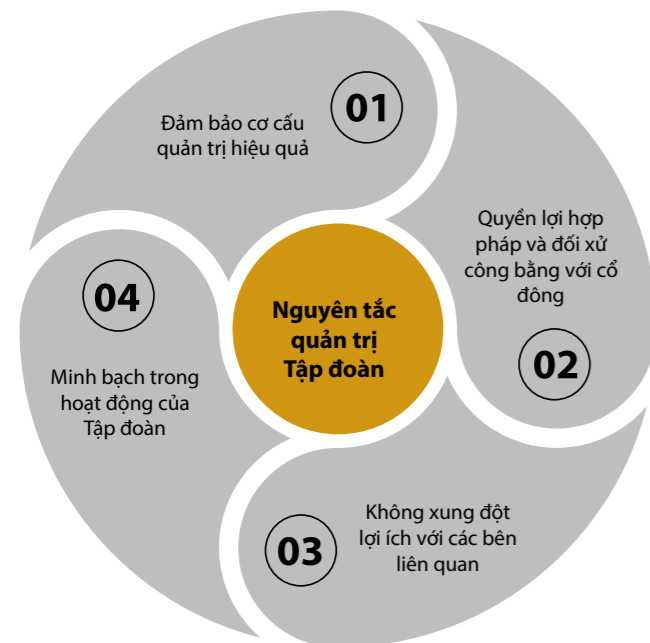 01
Đảm bảo cơ cấu
quản trị hiệu quả
Quyền lợi hợp
pháp và đối xử
công bằng với cổ
đông
02
03
Không xung đột
lợi ích với các bên
liên quan
04
Minh bạch trong
hoạt động của
Tập đoàn
Nguyên tắc
quản trị
Tập đoàn